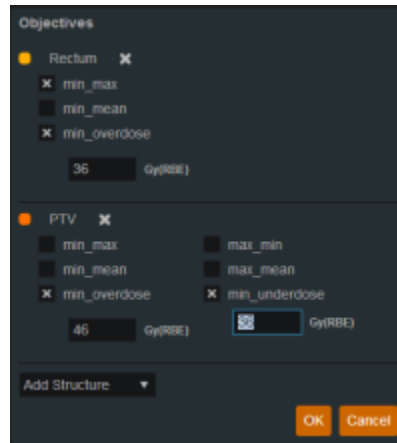 Objectives
Rectum
min_max
min_mean
min_overdose
36 Gy(RBE)
PTV
min_max max_min
min_mean max_mean
min_overdose min_underdose
46 Gy(RBE) Gy(RBE)
Add Structure
OK Cancel